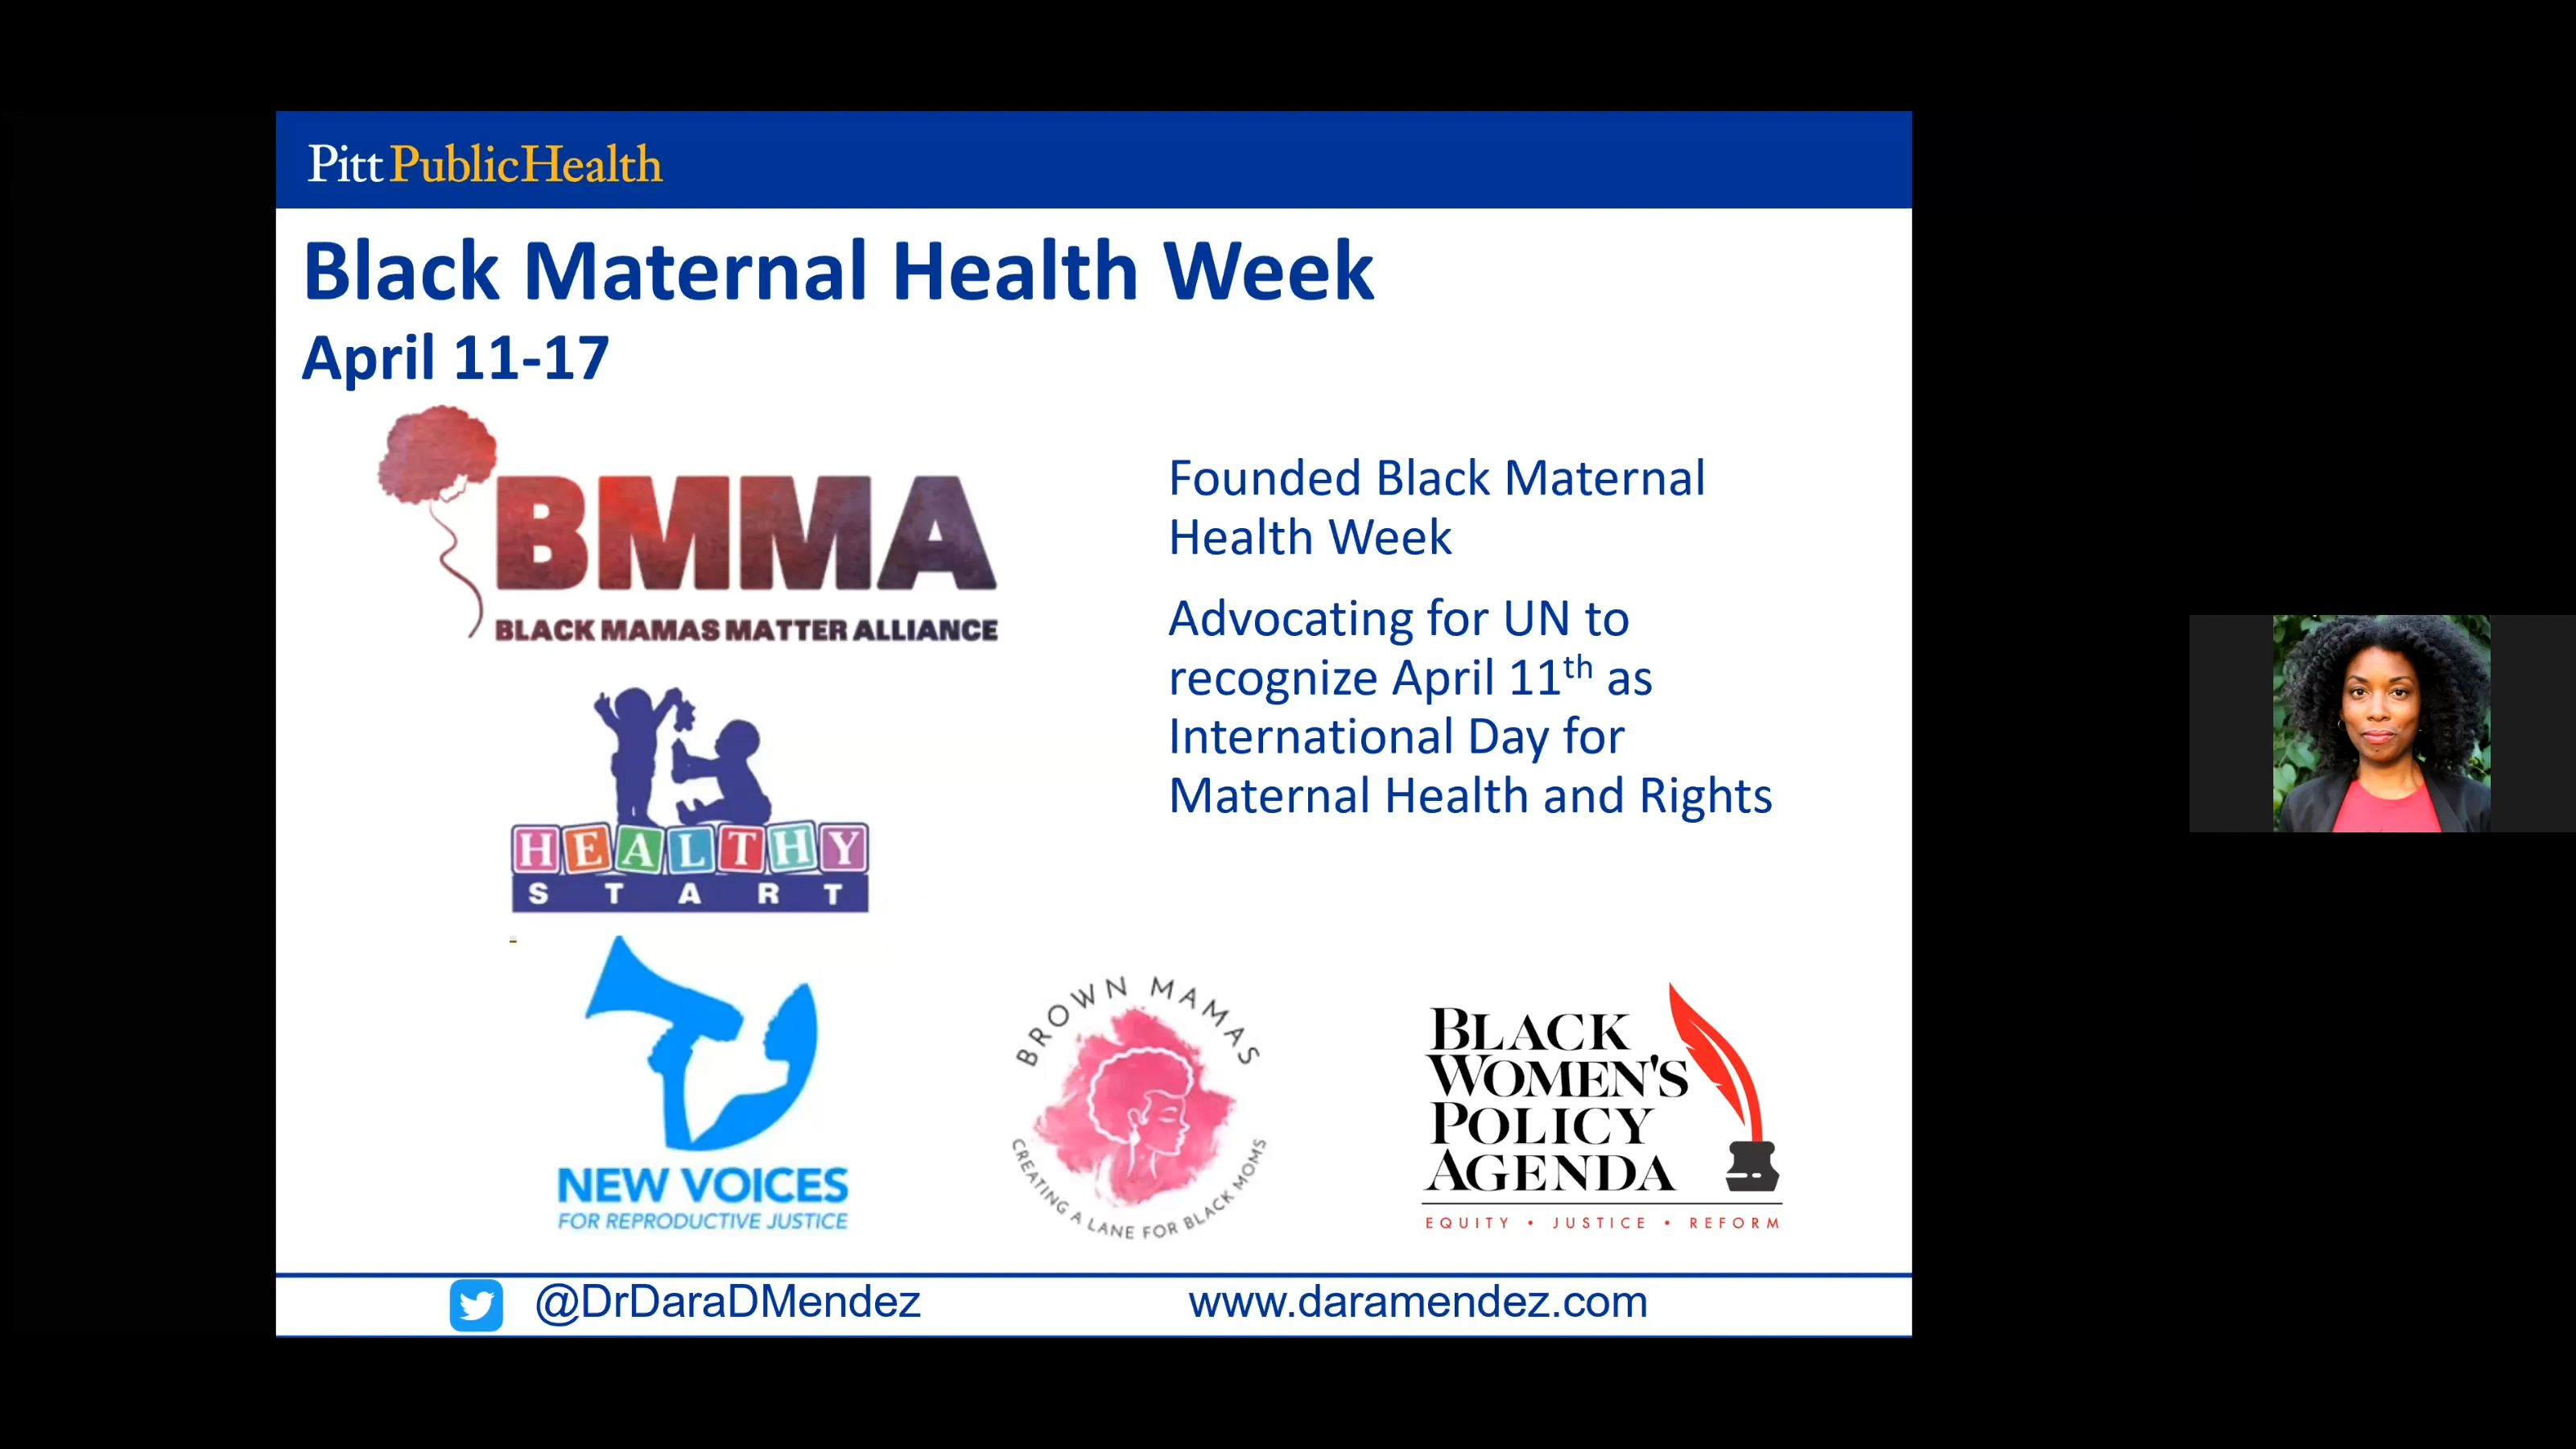 Pitt PublicHealth
Black Maternal Health Week
April 11-17
BMMA
BLACK MAMAS MATTER ALLIANCE
Founded Black Maternal
Health Week
Advocating for UN to
recognize April 11th as
International Day for
Maternal Health and Rights
HEALTHY
START
NEW VOICES
FOR REPRODUCTIVE JUSTICE
BROWN MAMAS
CREATING A LANE FOR BLACK MOMS
BLACK
WOMEN'S
POLICY
AGENDA
EQUITY • JUSTICE • REFORM
@DrDaraDMendez
www.daramendez.com